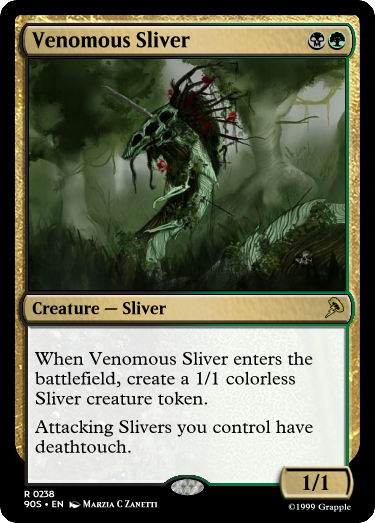 Venomous Sliver
Creature — Sliver
When Venomous Sliver enters the
battlefield, create a 1/1 colorless
Sliver creature token.
Attacking Slivers you control have
deathtouch.
1/1
R 0238
90S • EN Marzia C Zanetti
©1999 Grapple